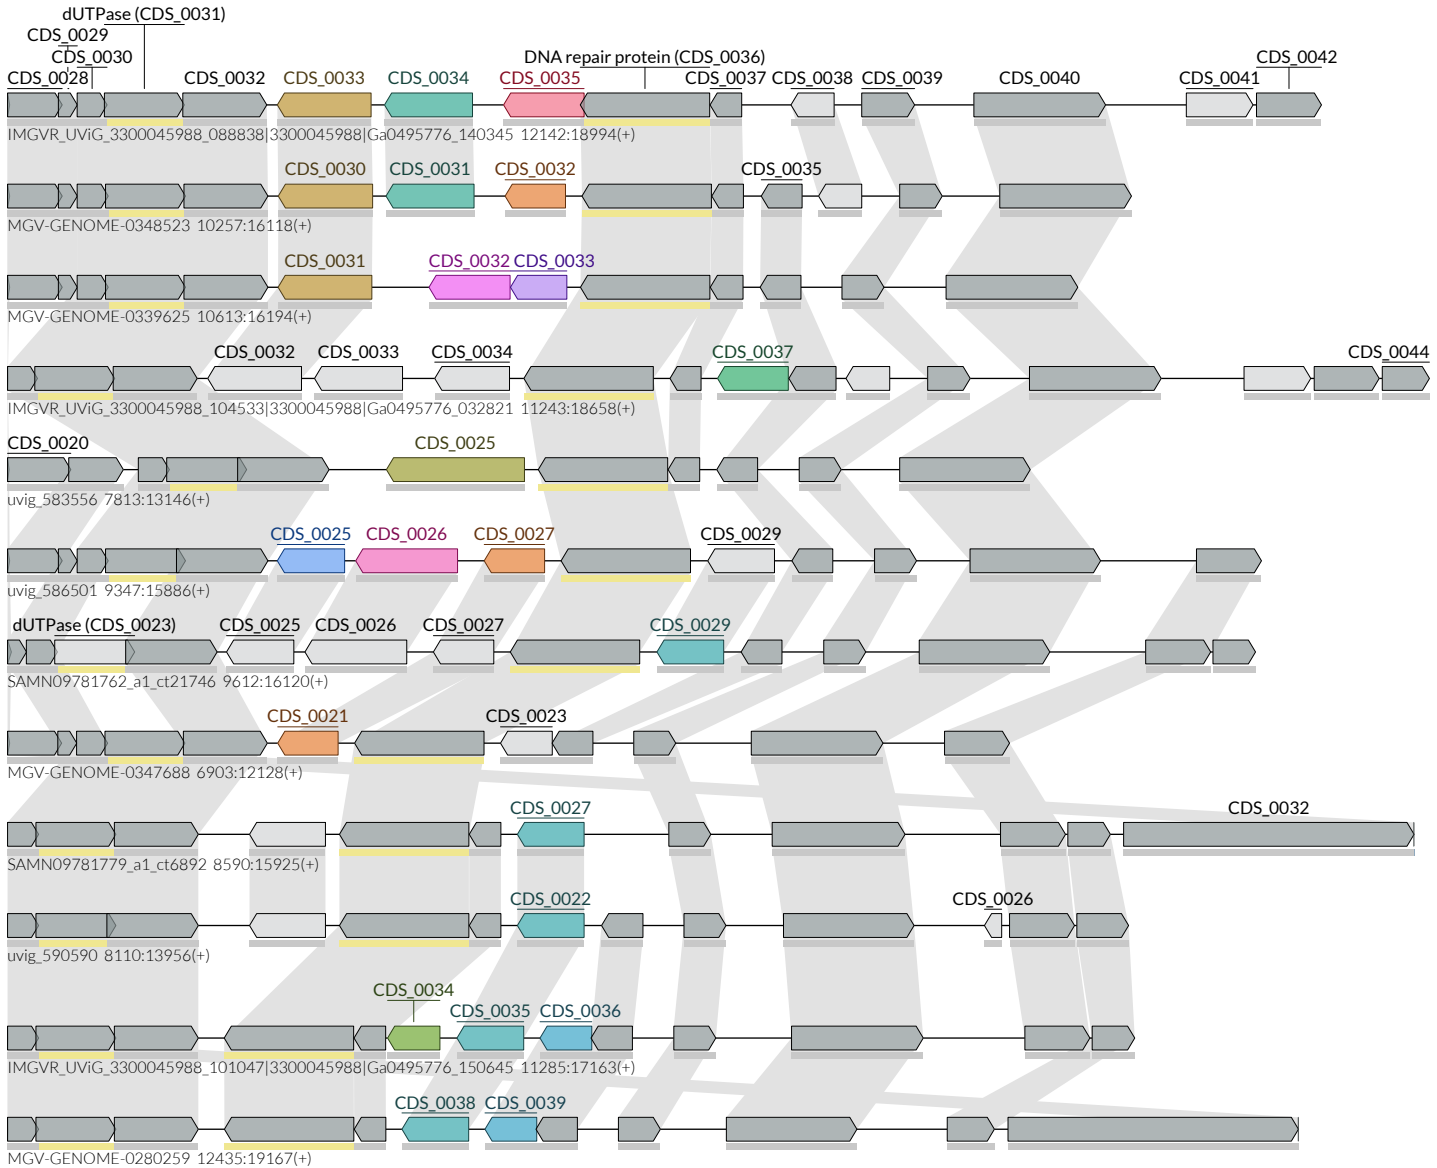 dUTPase (CDS_0031)
CDS_0029
CDS_0030 DNA repair protein (CDS_0036) CDS_0042
CDS_0028 CDS_0032 CDS_0033 CDS_0034 CDS_0035 CDS_0037 CDS_0038 CDS_0039 CDS_0040 CDS_0041
IMGVR_UViG_3300045988_088838|3300045988|Ga0495776_140345 12142:18994(+)
CDS_0030 CDS_0031 CDS_0032 CDS_0035
MGV-GENOME-0348523 10257:16118(+)
CDS_0031 CDS_0032 CDS_0033
MGV-GENOME-0339625 10613:16194(+)
CDS_0032 CDS_0033 CDS_0034 CDS_0037 CDS_0044
IMGVR_UViG_3300045988_104533|3300045988|Ga0495776_032821 11243:18658(+)
CDS_0020 CDS_0025
uvig_583556 7813:13146(+)
CDS_0025 CDS_0026 CDS_0027 CDS_0029
uvig_586501 9347:15886(+)
dUTPase (CDS_0023) CDS_0025 CDS_0026 CDS_0027 CDS_0029
SAMN09781762_a1_ct21746 9612:16120(+)
CDS_0021 CDS_0023
MGV-GENOME-0347688 6903:12128(+)
CDS_0027 CDS_0032
SAMN09781779_a1_ct6892 8590:15925(+)
CDS_0022 CDS_0026
uvig_590590 8110:13956(+)
CDS_0034
CDS_0035 CDS_0036
IMGVR_UViG_3300045988_101047|3300045988|Ga0495776_150645 11285:17163(+)
CDS_0038 CDS_0039
MGV-GENOME-0280259 12435:19167(+)